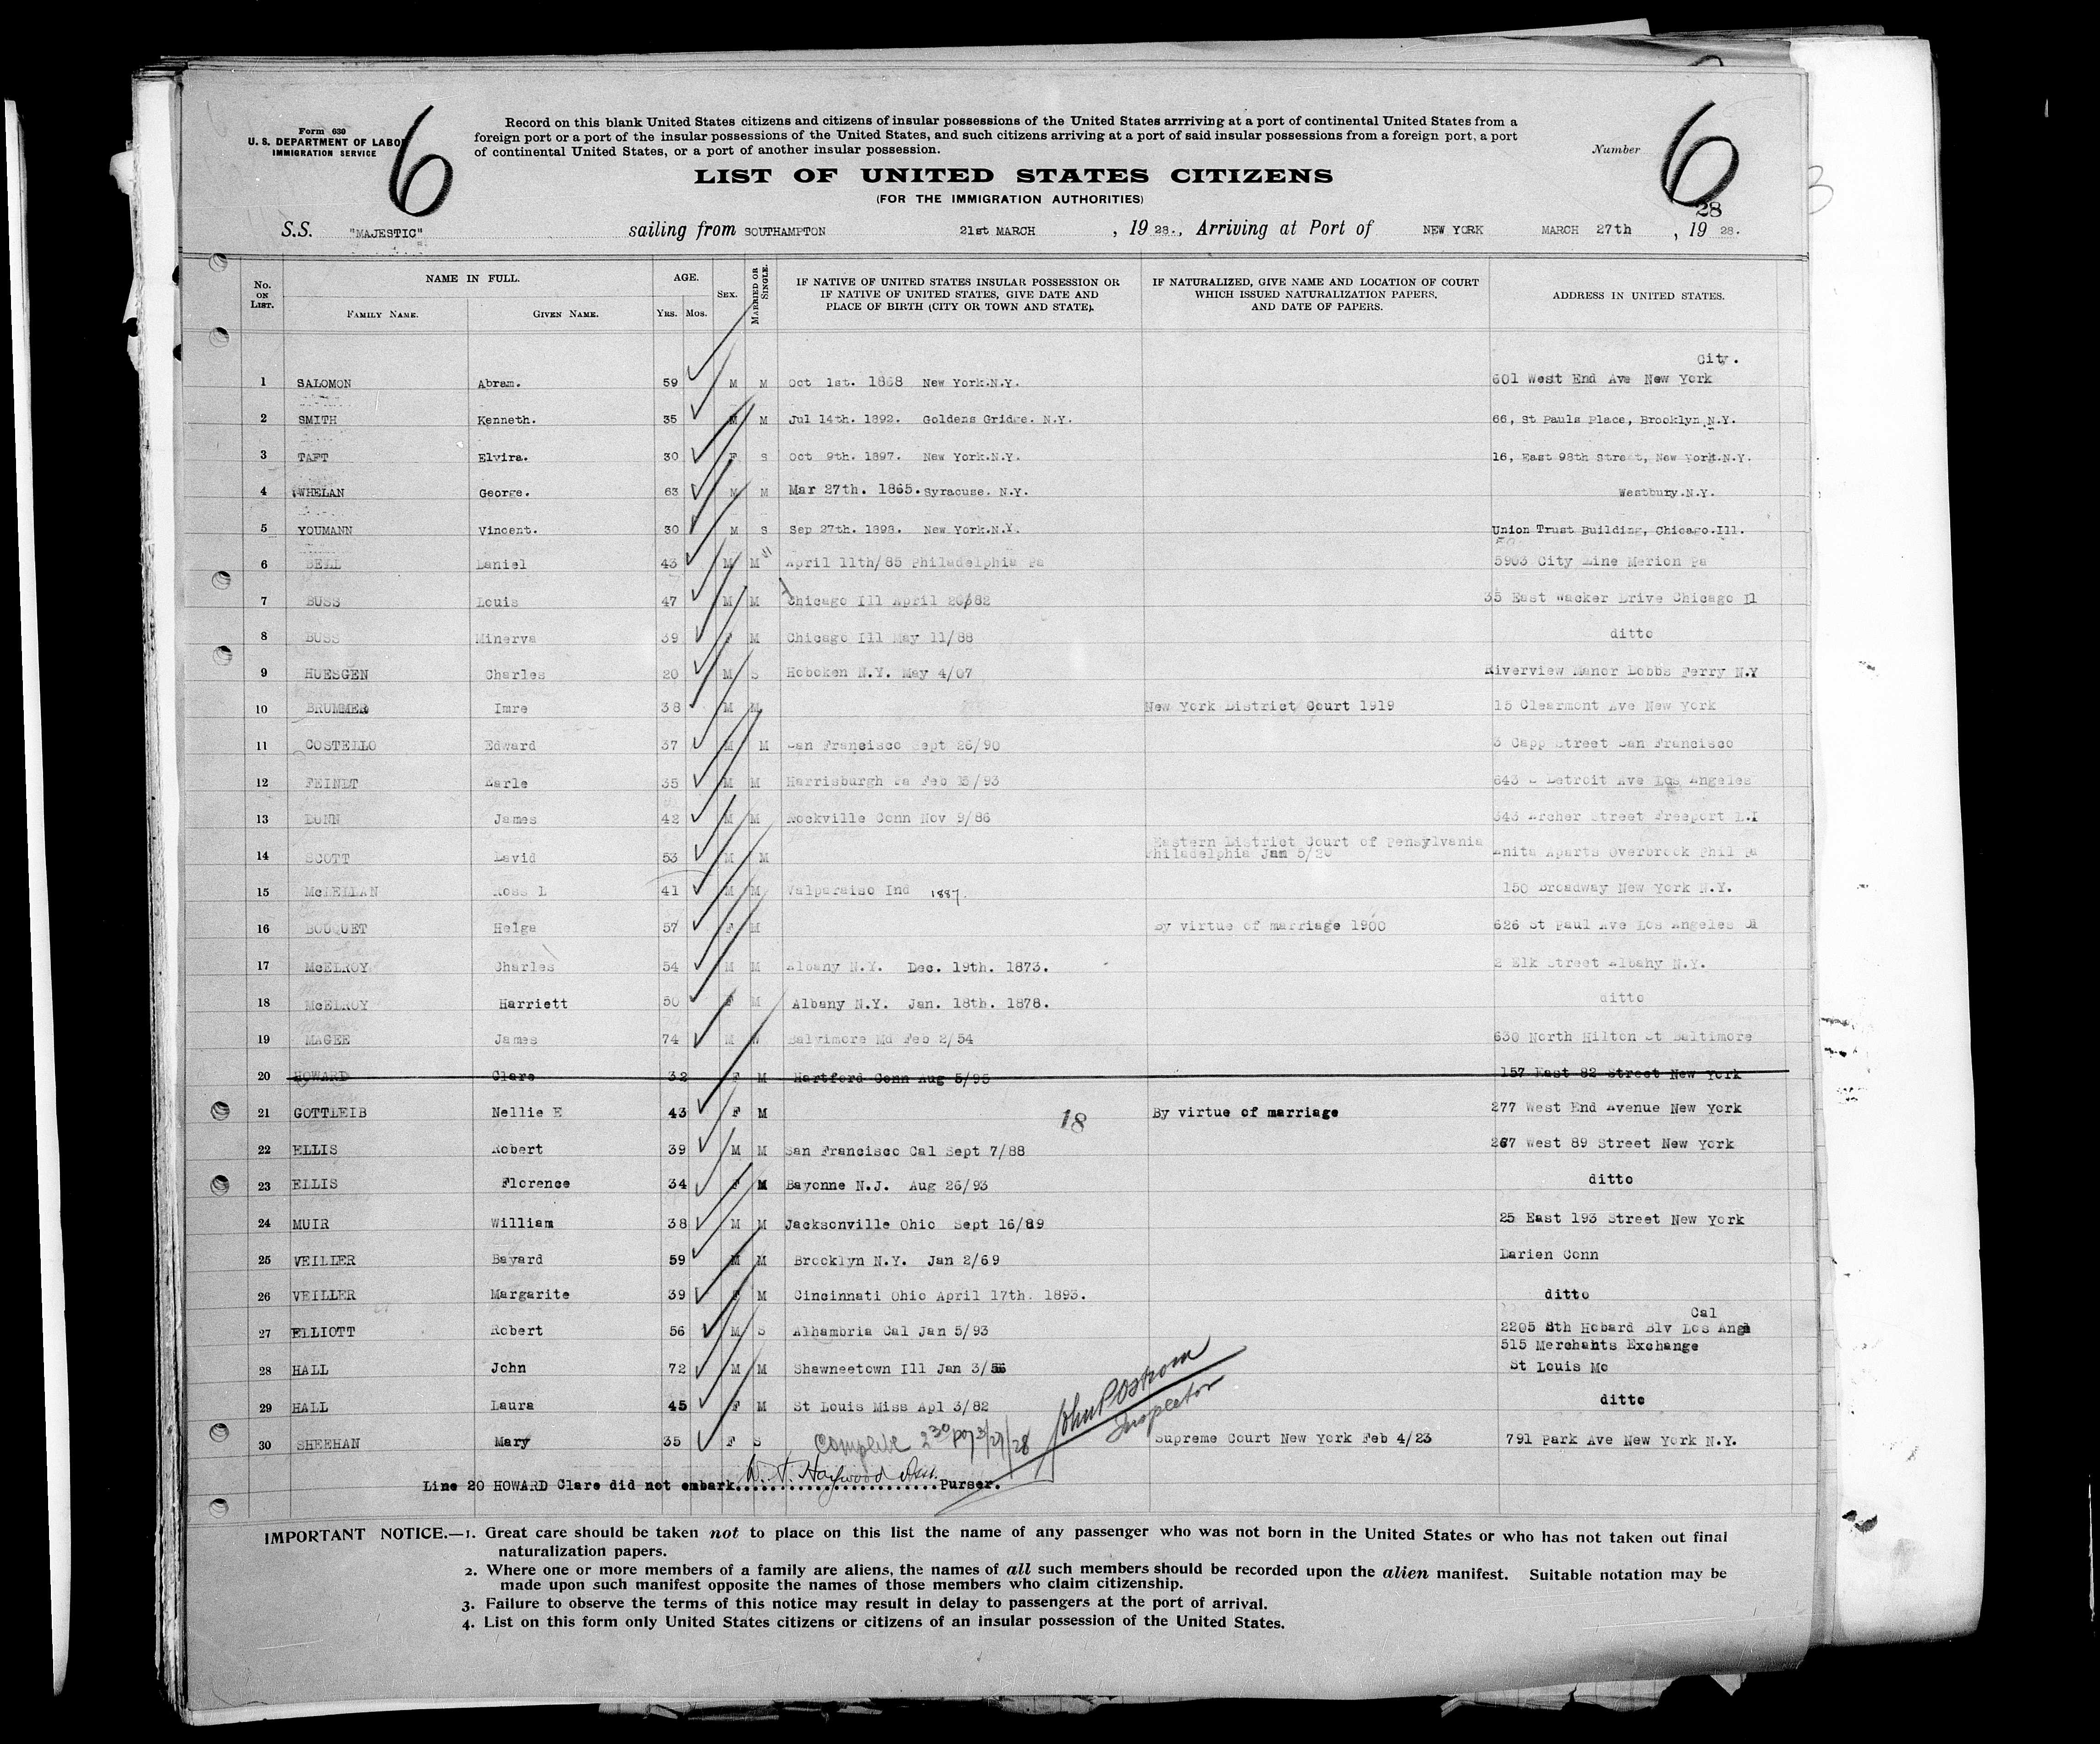 6
6
Form 630
U. S. DEPARTMENT OF LABOR
IMMIGRATION SERVICE
Record on this blank United States citizens and citizens of insular possessions of the United States arrriving at a port of continental United States from a
foreign port or a port of the insular possessions of the United States, and such citizens arriving at a port of said insular possessions from a foreign port, a port
of continental United States, or a port of another insular possession.
Number
LIST OF UNITED STATES CITIZENS
(FOR THE IMMIGRATION AUTHORITIES)
28
S.S. "MAJESTIC" sailing from SOUTHAMPTON 21st MARCH , 19 28., Arriving at Port of NEW YORK MARCH 27th , 19 28.
No. ON LIST.
NAME IN FULL.
FAMILY NAME. GIVEN NAME.
AGE.
YRS. MOS.
SEX.
MARRIED OR SINGLE.
IF NATIVE OF UNITED STATES INSULAR POSSESSION OR
IF NATIVE OF UNITED STATES, GIVE DATE AND
PLACE OF BIRTH (CITY OR TOWN AND STATE).
IF NATURALIZED, GIVE NAME AND LOCATION OF COURT
WHICH ISSUED NATURALIZATION PAPERS,
AND DATE OF PAPERS.
ADDRESS IN UNITED STATES.
City.
1 SALOMON Abram. 59 M M Oct 1st. 1868 New York.N.Y. 601 West End Ave New York
2 SMITH Kenneth. 35 M M Jul 14th. 1892. Goldens Gridge. N.Y. 66, St Pauls Place, Brooklyn N.Y.
3 TAFT Elvira. 30 F S Oct 9th. 1897. New York.N.Y. 16, East 98th Street, New York.N.Y.
4 WHELAN George. 63 M M Mar 27th. 1865. Syracuse. N.Y. Westbury.N.Y.
5 YOUMANN Vincent. 30 M S Sep 27th. 1898. New York.N.Y. Union Trust Building, Chicago.Ill.
6 BELL Daniel 43 M M April 11th/85 Philadelphia Pa 5903 City Line Merion Pa
7 BUSS Louis 47 M M Chicago Ill April 20/82 35 East Wacker Drive Chicago Il
8 BUSS Minerva 39 F M Chicago Ill May 11/88 ditto
9 HUESGEN Charles 20 M S Hoboken N.Y. May 4/07 Riverview Manor Dobbs Ferry N.Y
10 BRUMMER Imre 38 M M New York District Court 1919 15 Clearmont Ave New York
11 COSTELLO Edward 37 M M San Francisco Sept 26/90 3 Capp Street San Francisco
12 FEINDT Earle 35 M M Harrisburgh Pa Feb 13/93 643 S Detroit Ave Los Angeles
13 DUNN James 42 M M Rockville Conn Nov 9/86 343 Archer Street Freeport L.I
Eastern District Court of Pensylvania
14 SCOTT David 53 M M Philadelphia Jan 5/20 Anita Aparts Overbrook Phil Pa
15 McLELLAN Ross L 41 M M Valparaiso Ind 1887. 150 Broadway New York N.Y.
16 BOUQUET Helga 57 F M By virtue of marriage 1900 626 St Paul Ave Los Angeles
17 McELROY Charles 54 M M Albany N.Y. Dec. 19th. 1873. 2 Elk Street Albany N.Y.
18 McELROY Harriett 50 F M Albany N.Y. Jan. 18th. 1878. ditto
19 MAGEE James 74 M W Balvimore Md Feb 2/54 630 North Hilton St Baltimore
20 HOWARD Clare 32 F M Hartford Conn Aug 5/95 157 East 82 Street New York
21 GOTTLEIB Nellie E 43 F M By virtue of marriage 277 West End Avenue New York
18
22 ELLIS Robert 39 M M San Francisco Cal Sept 7/88 267 West 89 Street New York
23 ELLIS Florence 34 F M Bayonne N.J. Aug 26/93 ditto
24 MUIR William 38 M M Jacksonville Ohio Sept 16/89 25 East 193 Street New York
25 VEILLER Bayard 59 M M Brooklyn N.Y. Jan 2/69 Darien Conn
26 VEILLER Margarite 39 F M Cincinnati Ohio April 17th. 1893. ditto
Cal
27 ELLIOTT Robert 56 M S Alhambria Cal Jan 5/93 2205 8th Hobard Blv Los Ang
515 Merchants Exchange
28 HALL John 72 M M Shawneetown Ill Jan 3/56 St Louis Mo
29 HALL Laura 45 F M St Louis Miss Apl 3/82 ditto
30 SHEEHAN Mary 35 F S Complete 2 30 3/27/28 Supreme Court New York Feb 4/23 791 Park Ave New York N.Y.
John P Ostrom
Inspector
Line 20 HOWARD Clare did not embark W. J. Haywood Purser.
IMPORTANT NOTICE.—1. Great care should be taken not to place on this list the name of any passenger who was not born in the United States or who has not taken out final
naturalization papers.
2. Where one or more members of a family are aliens, the names of all such members should be recorded upon the alien manifest. Suitable notation may be
made upon such manifest opposite the names of those members who claim citizenship.
3. Failure to observe the terms of this notice may result in delay to passengers at the port of arrival.
4. List on this form only United States citizens or citizens of an insular possession of the United States.